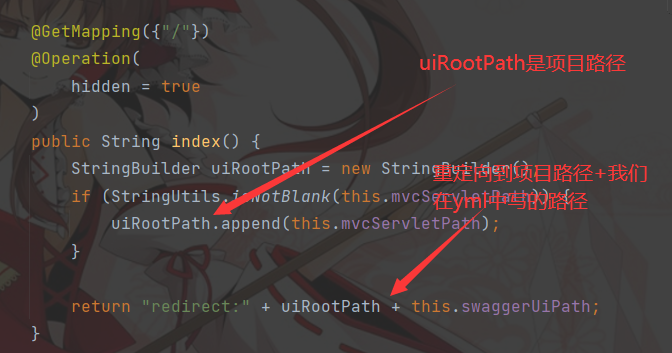 @GetMapping({"/"})
@Operation(
hidden = true
uiRootPath是项目路径
)
public String index() {
StringBuilder uiRootPath = new StringBuilder()
重定向到项目路径+我们
if (StringUtils.isNotBlank(this.mvcServletPath)) {
在yml中写的路径
uiRootPath.append(this.mvcServletPath);
}
return "redirect:" + uiRootPath + this.swaggerUiPath;
}